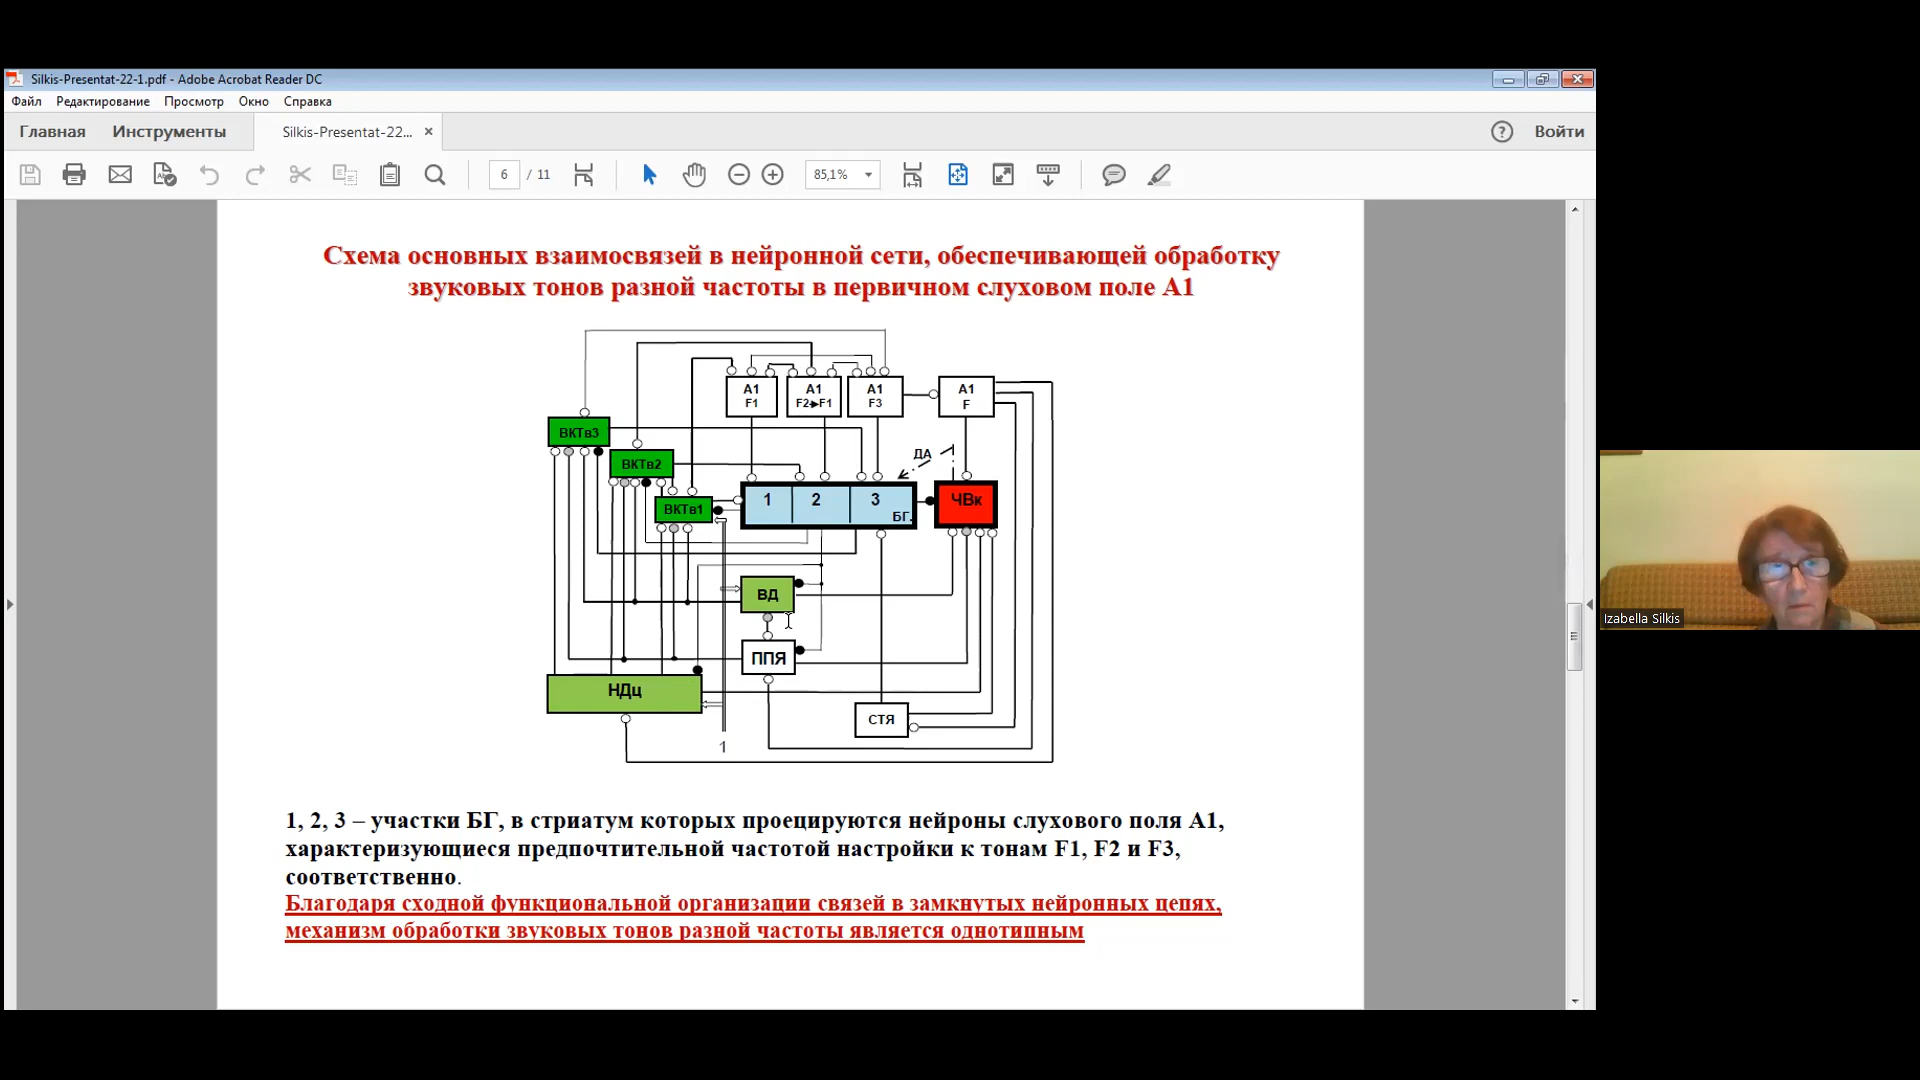 Silkis-Presentat-22-1.pdf - Adobe Acrobat Reader DC
Файл Редактирование Просмотр Окно Справка
Главная Инструменты Silkis-Presentat-22... × Войти
6 / 11 85,1%
Схема основных взаимосвязей в нейронной сети, обеспечивающей обработку
звуковых тонов разной частоты в первичном слуховом поле А1
А1 F1
А1 F2→F1
А1 F3
А1 F
ВКТв3
ВКТв2
ВКТв1
ДА
1 2 3 БГ
ЧВк
ВД
ППЯ
НДц
СТЯ
1
1, 2, 3 – участки БГ, в стриатум которых проецируются нейроны слухового поля А1,
характеризующиеся предпочтительной частотой настройки к тонам F1, F2 и F3,
соответственно.
Благодаря сходной функциональной организации связей в замкнутых нейронных цепях,
механизм обработки звуковых тонов разной частоты является однотипным
Izabella Silkis